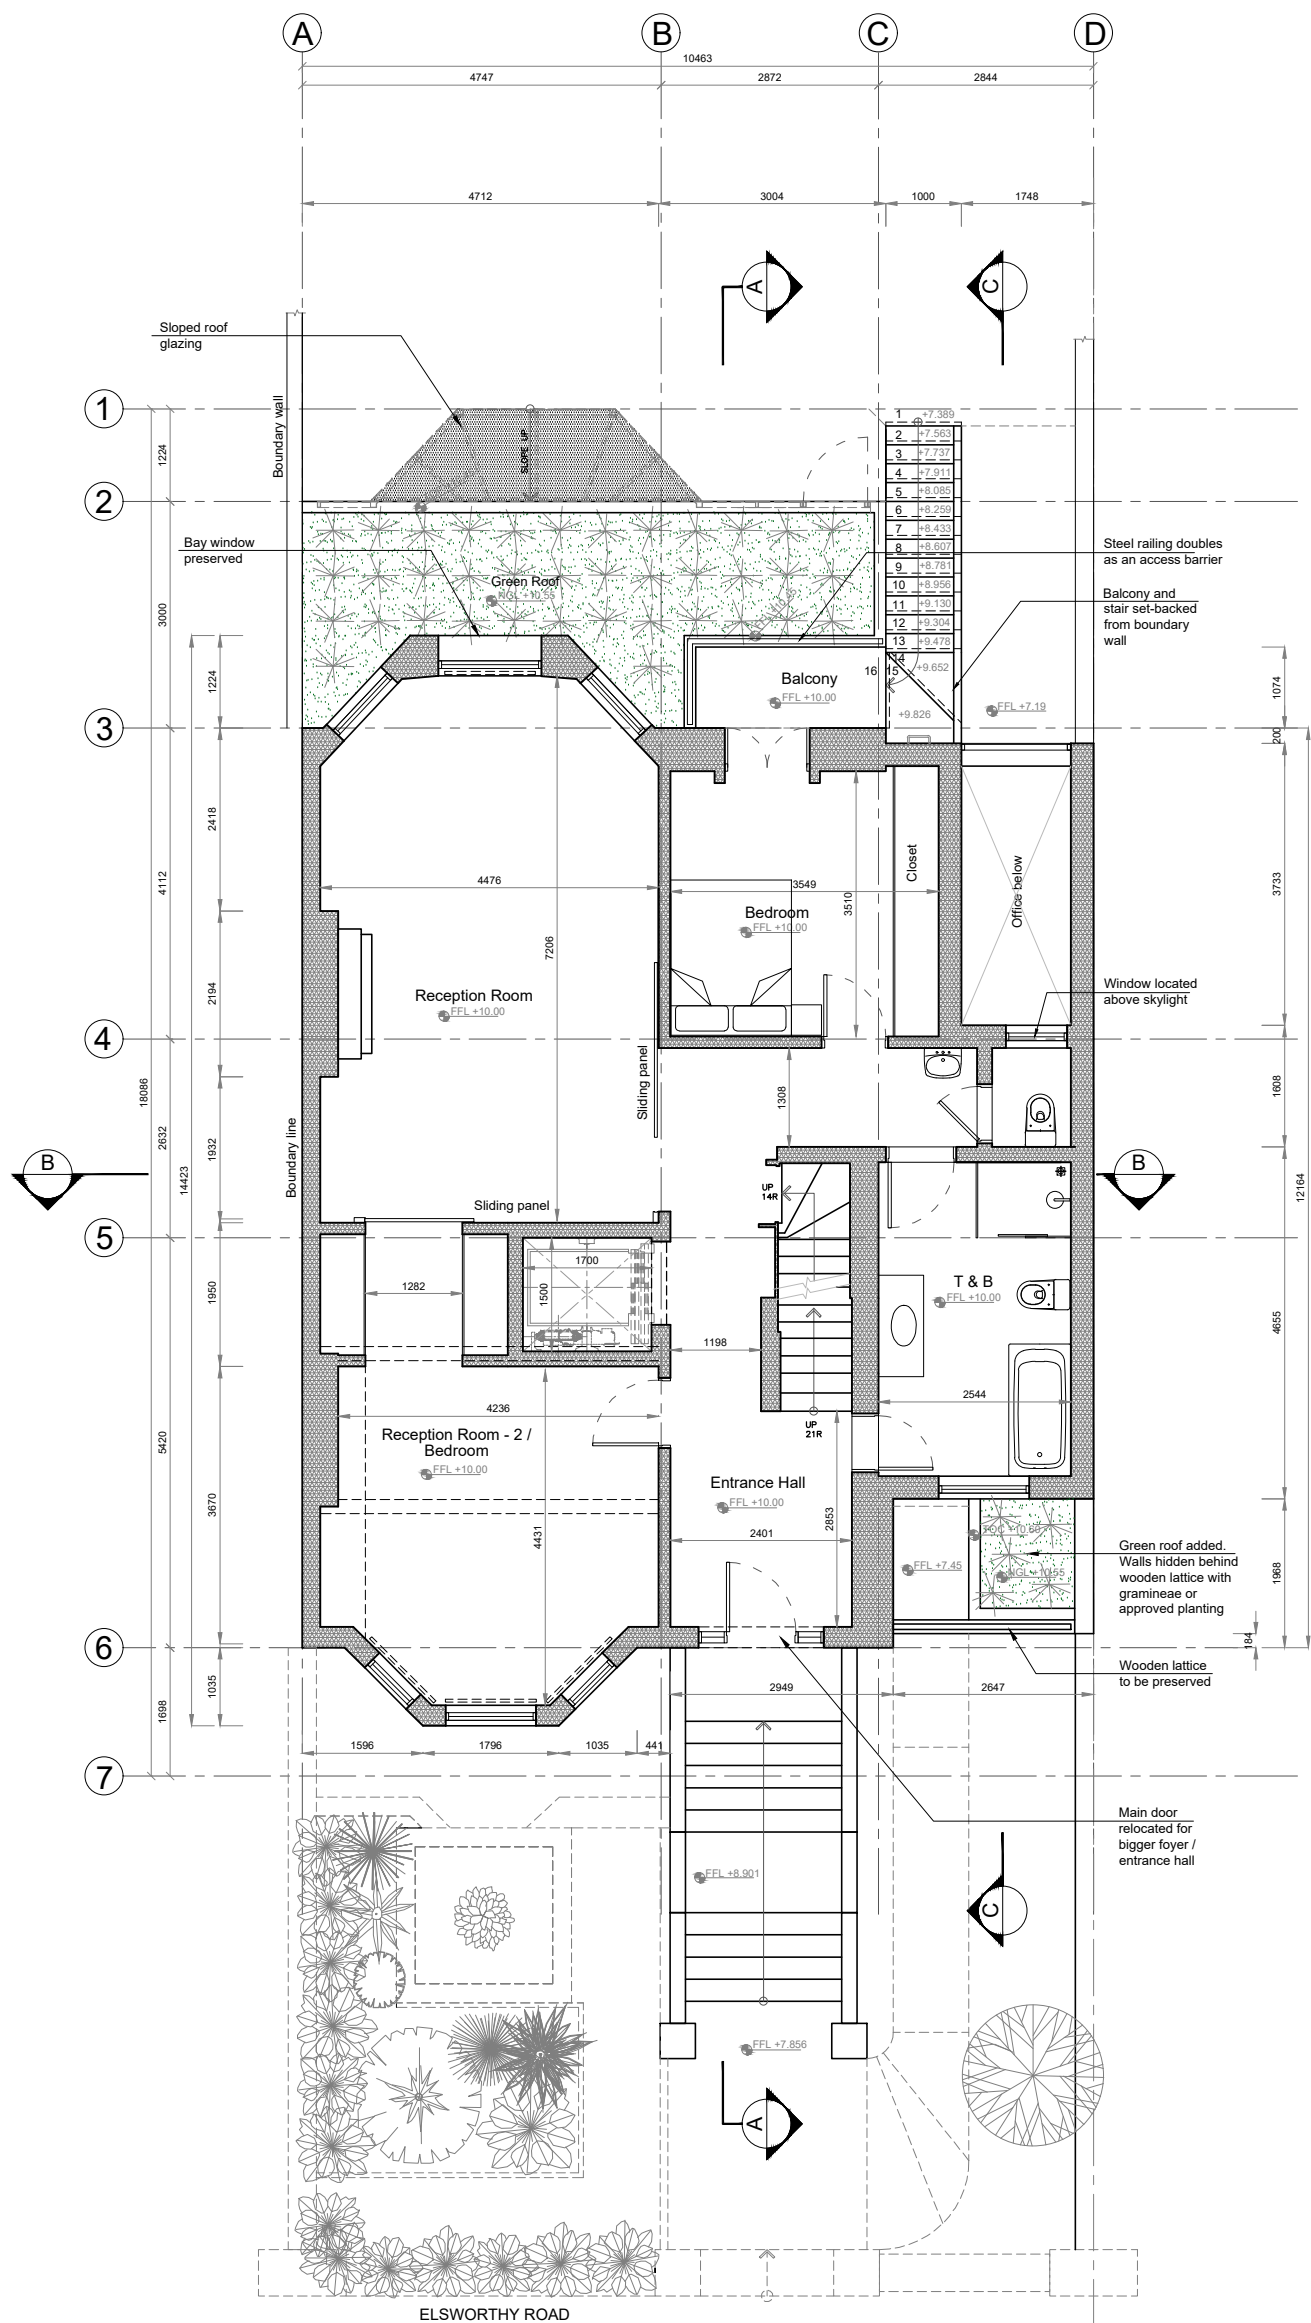 A
B
C
D
10463
4747
2872
2844
4712
3004
1000
1748
A
C
Sloped roof
glazing
Boundary wall
1
2
3
4
5
6
7
1224
3000
4112
2632
5420
1698
18086
14423
1224
2418
2194
1932
1950
3670
1035
SLOPE UP
1 +7.389
2 +7.563
3 +7.737
4 +7.911
5 +8.085
6 +8.259
7 +8.433
8 +8.607
9 +8.781
10 +8.956
11 +9.130
12 +9.304
13 +9.478
14
+9.652
16 15
+9.826
Bay window
preserved
Green Roof
NGL +10.55
Steel railing doubles
as an access barrier
Balcony and
stair set-backed
from boundary
wall
Balcony
FFL +10.00
FFL +7.19
1074
200
3733
1608
4655
1968
184
12164
4476
7206
Reception Room
FFL +10.00
3549
3510
Bedroom
FFL +10.00
Closet
Office below
Window located
above skylight
Sliding panel
1308
Boundary line
B
B
Sliding panel
UP
14R
1700
1500
1282
1198
T & B
FFL +10.00
2544
4236
Reception Room - 2 /
Bedroom
FFL +10.00
4431
UP
21R
Entrance Hall
FFL +10.00
2401
2853
TOC +10.60
FFL +7.45
NGL +10.55
Green roof added.
Walls hidden behind
wooden lattice with
gramineae or
approved planting
Wooden lattice
to be preserved
2949
2647
1596
1796
1035
441
Main door
relocated for
bigger foyer /
entrance hall
FFL +8.901
C
FFL +7.856
A
ELSWORTHY ROAD